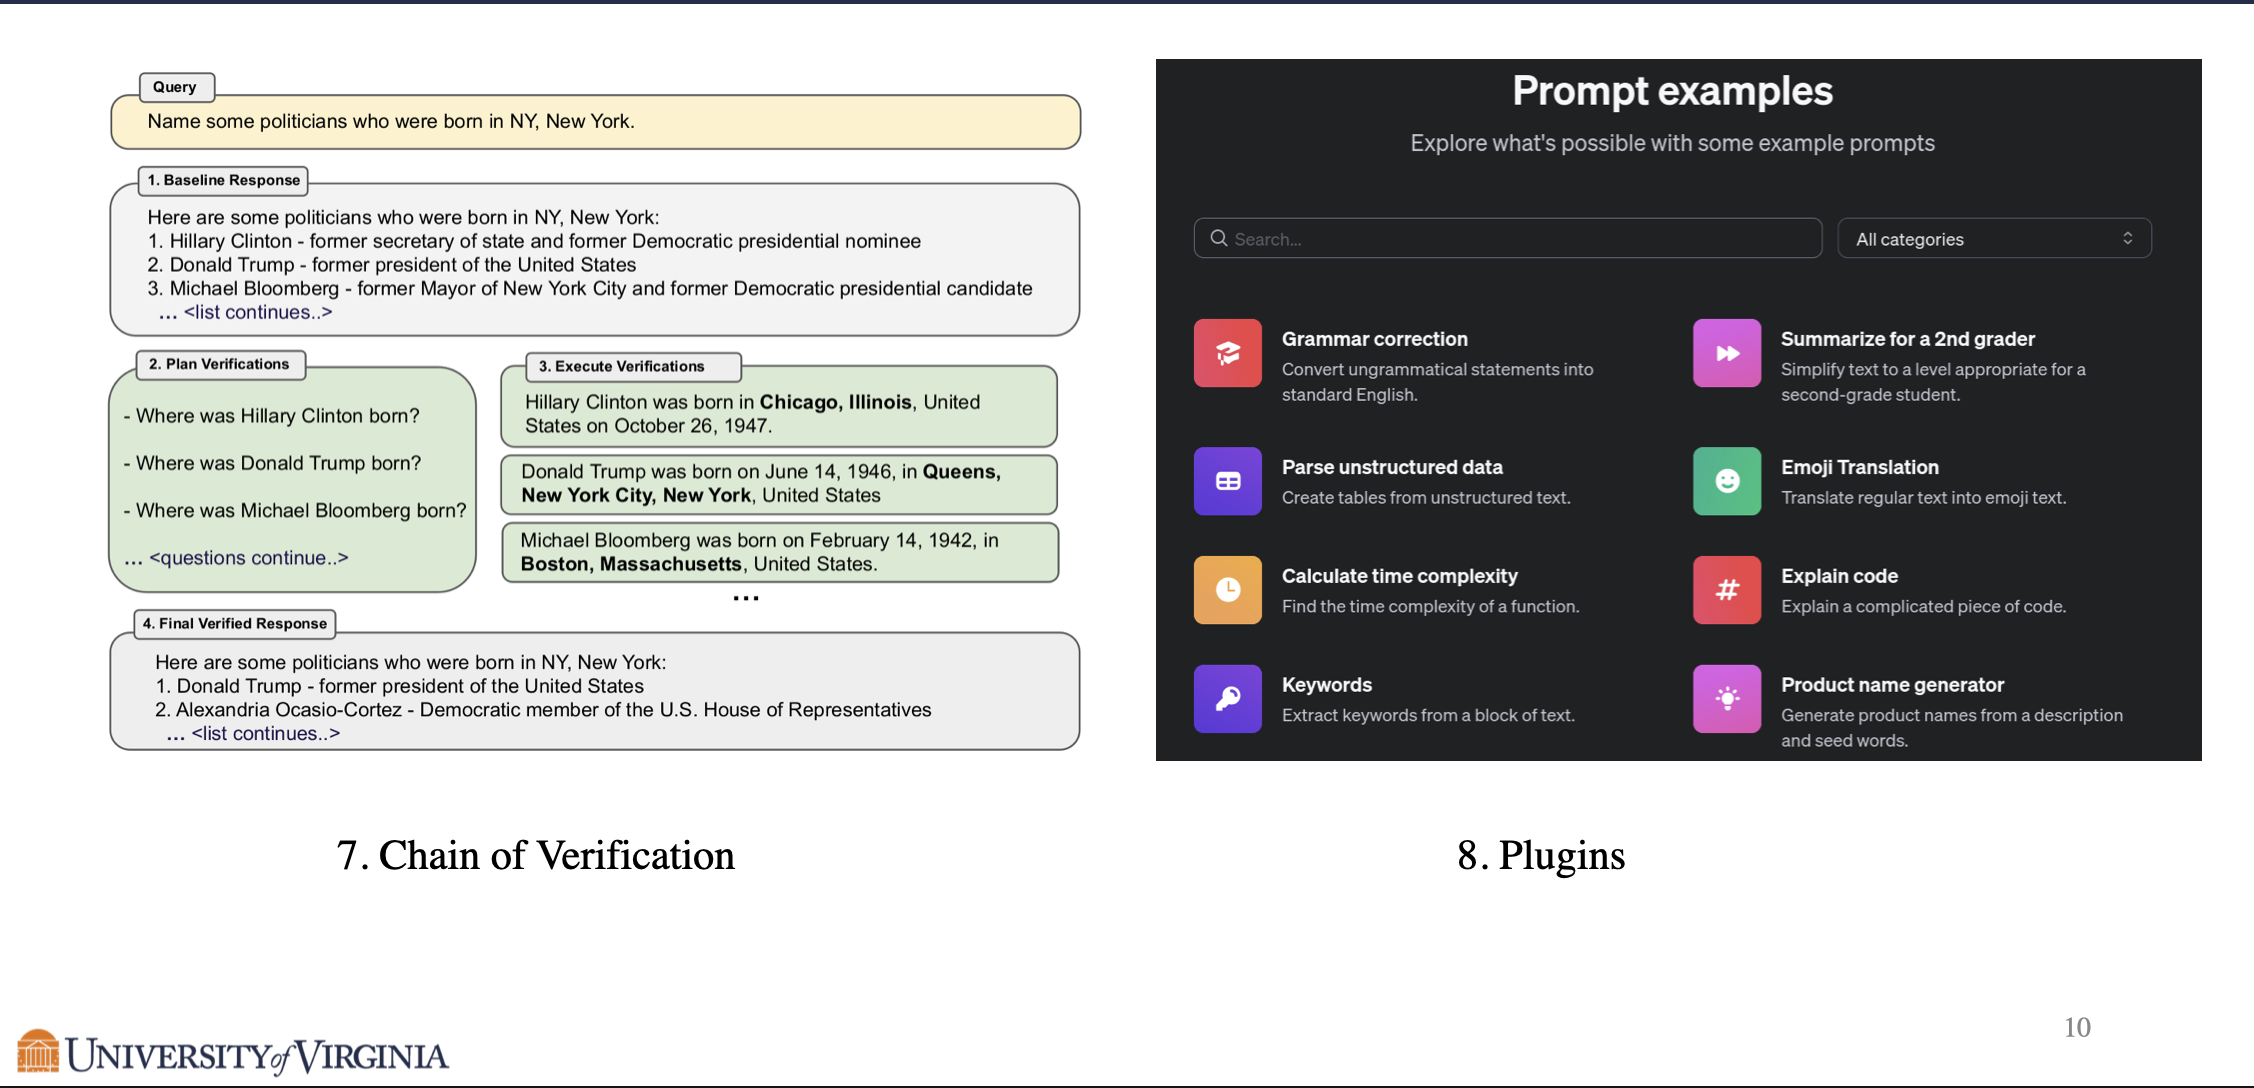 Query
Name some politicians who were born in NY, New York.
1. Baseline Response
Here are some politicians who were born in NY, New York:
1. Hillary Clinton - former secretary of state and former Democratic presidential nominee
2. Donald Trump - former president of the United States
3. Michael Bloomberg - former Mayor of New York City and former Democratic presidential candidate
... <list continues..>
2. Plan Verifications
- Where was Hillary Clinton born?
- Where was Donald Trump born?
- Where was Michael Bloomberg born?
... <questions continue..>
3. Execute Verifications
Hillary Clinton was born in Chicago, Illinois, United
States on October 26, 1947.
Donald Trump was born on June 14, 1946, in Queens,
New York City, New York, United States
Michael Bloomberg was born on February 14, 1942, in
Boston, Massachusetts, United States.
...
4. Final Verified Response
Here are some politicians who were born in NY, New York:
1. Donald Trump - former president of the United States
2. Alexandria Ocasio-Cortez - Democratic member of the U.S. House of Representatives
... <list continues..>
7. Chain of Verification
Prompt examples
Explore what's possible with some example prompts
Search...
All categories
Grammar correction
Convert ungrammatical statements into
standard English.
Summarize for a 2nd grader
Simplify text to a level appropriate for a
second-grade student.
Parse unstructured data
Create tables from unstructured text.
Emoji Translation
Translate regular text into emoji text.
Calculate time complexity
Find the time complexity of a function.
Explain code
Explain a complicated piece of code.
Keywords
Extract keywords from a block of text.
Product name generator
Generate product names from a description
and seed words.
8. Plugins
UNIVERSITY of VIRGINIA
10